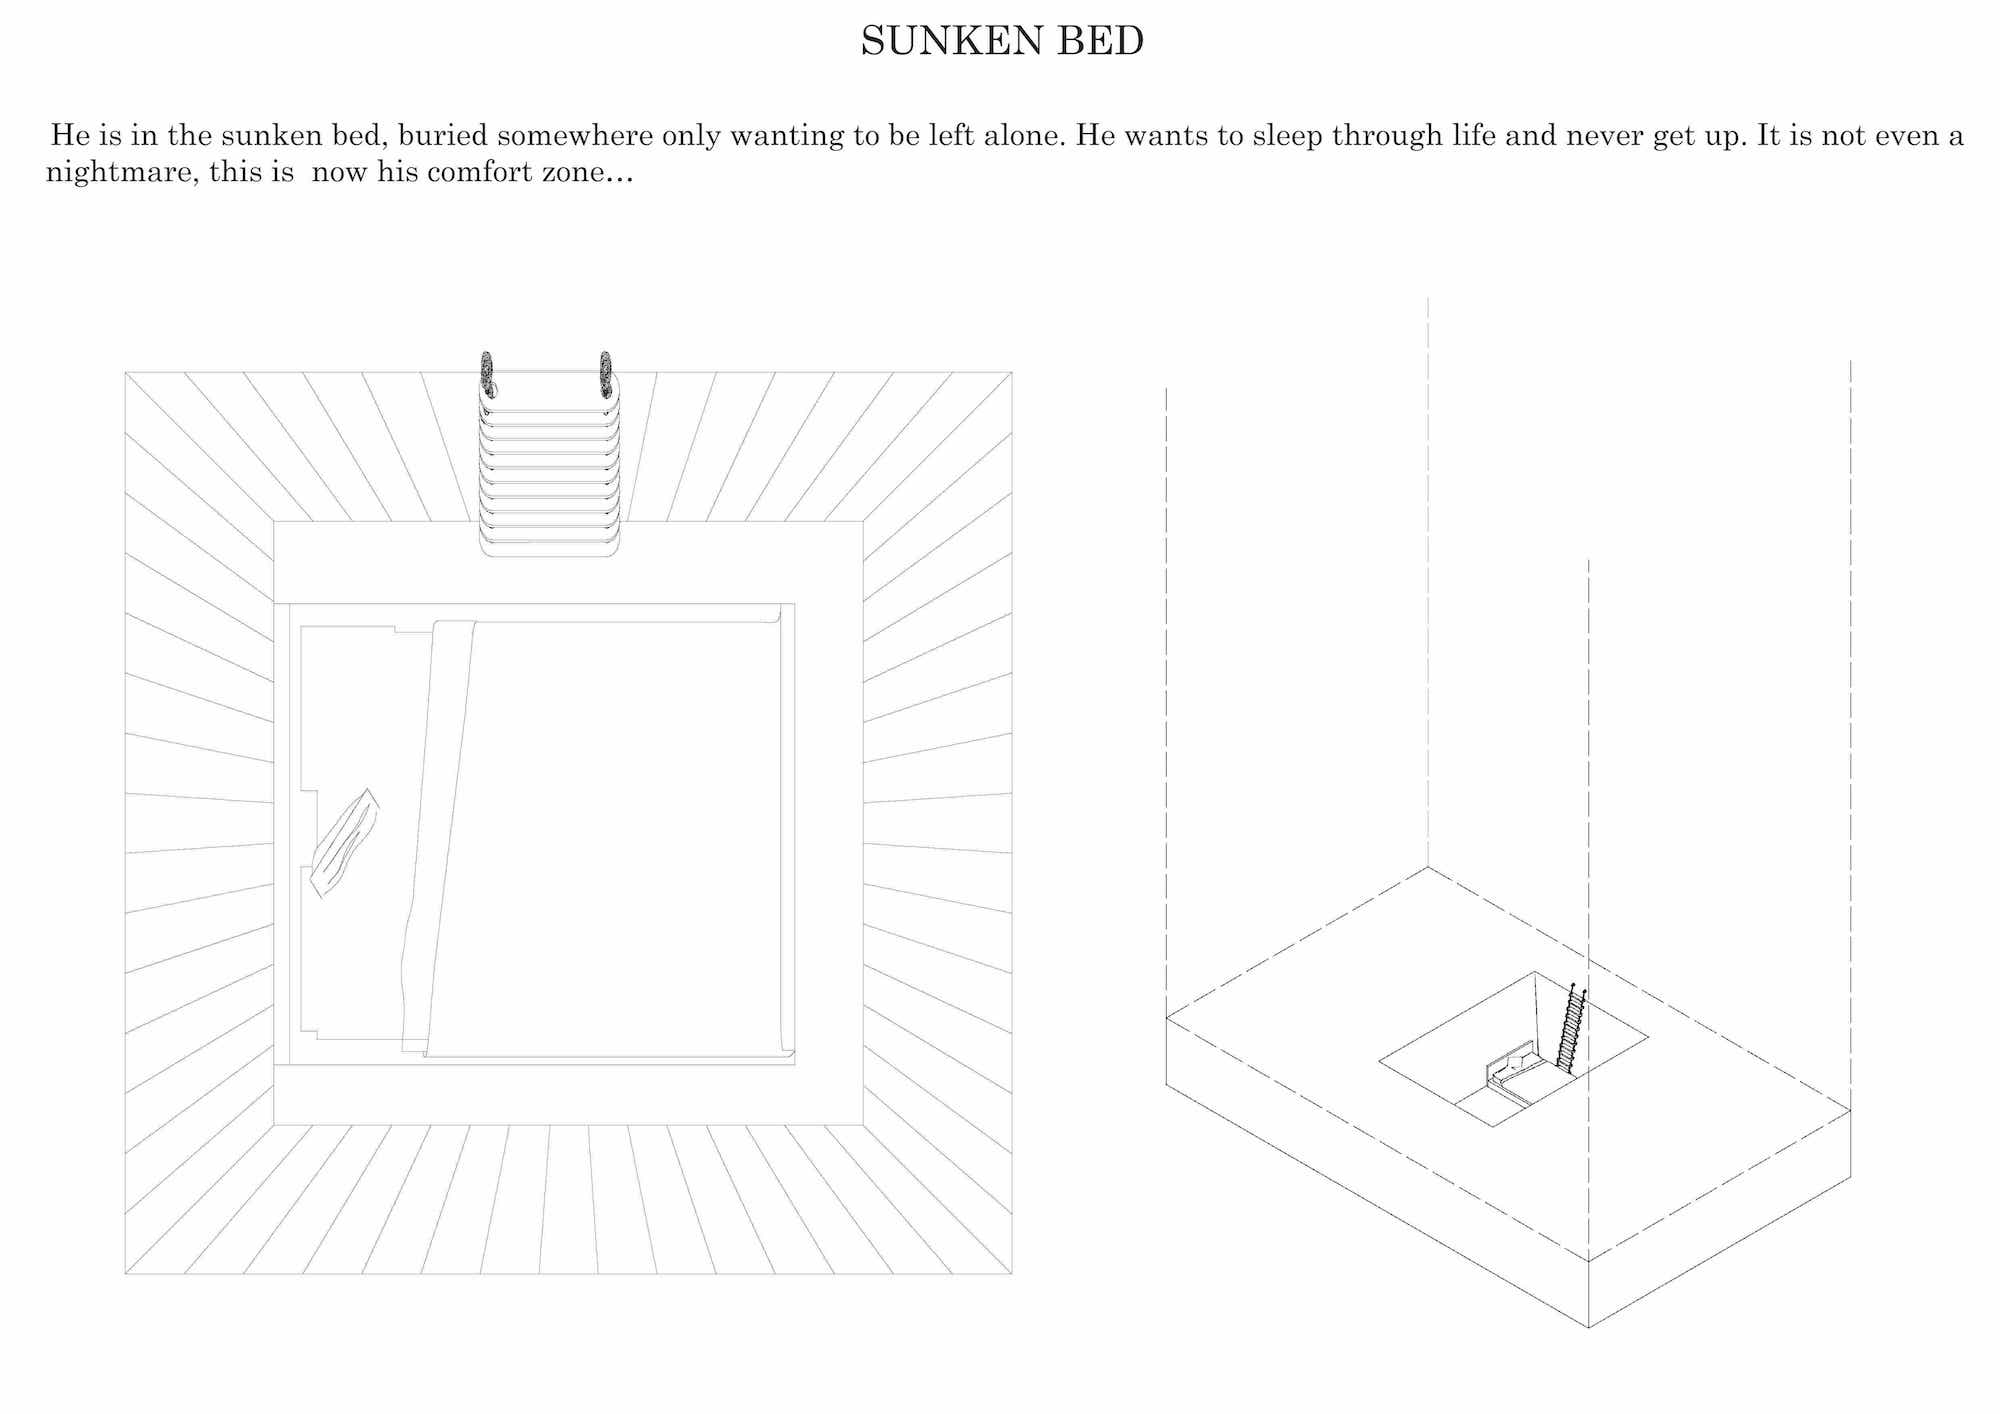 SUNKEN BED
He is in the sunken bed, buried somewhere only wanting to be left alone. He wants to sleep through life and never get up. It is not even a
nightmare, this is  now his comfort zone...